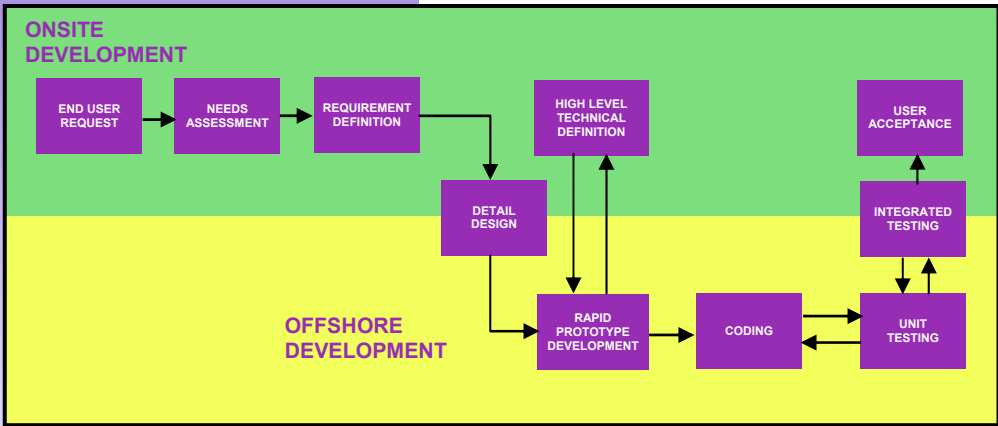 ONSITE
DEVELOPMENT
END USER
REQUEST
NEEDS
ASSESSMENT
REQUIREMENT
DEFINITION
HIGH LEVEL
TECHNICAL
DEFINITION
USER
ACCEPTANCE
DETAIL
DESIGN
INTEGRATED
TESTING
OFFSHORE
DEVELOPMENT
RAPID
PROTOTYPE
DEVELOPMENT
CODING
UNIT
TESTING